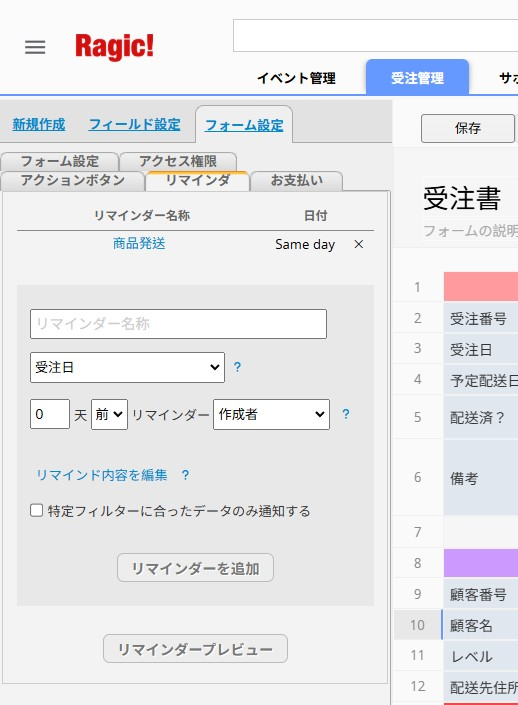 Ragic!
イベント管理 受注管理 サポ
新規作成 フィールド設定 フォーム設定
保存
フォーム設定 アクセス権限
アクションボタン リマインダ お支払い
受注書
フォームの説明
リマインダー名称 日付
商品発送 Same day ×
リマインダー名称
受注日 ?
0 天 前 リマインダー 作成者 ?
リマインド内容を編集 ?
特定フィルターに合ったデータのみ通知する
リマインダーを追加
リマインダープレビュー
1
2 受注番号
3 受注日
4 予定配送日
5 配送済？
6 備考
7
8
9 顧客番号
10 顧客名
11 レベル
12 配送先住所